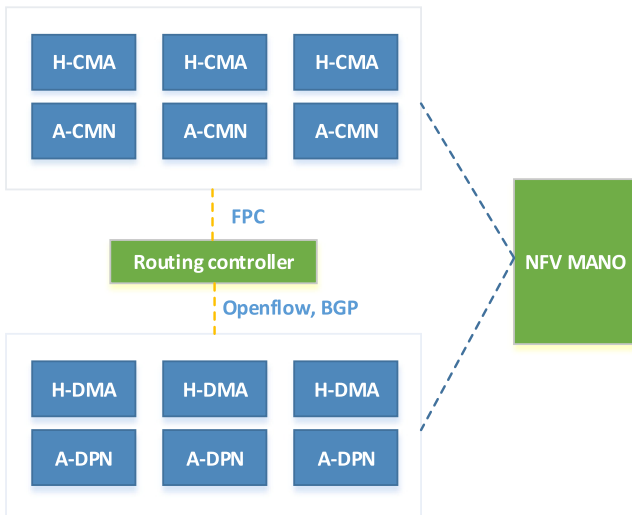 H-CMA H-CMA H-CMA
A-CMN A-CMN A-CMN
FPC
Routing controller
NFV MANO
Openflow, BGP
H-DMA H-DMA H-DMA
A-DPN A-DPN A-DPN